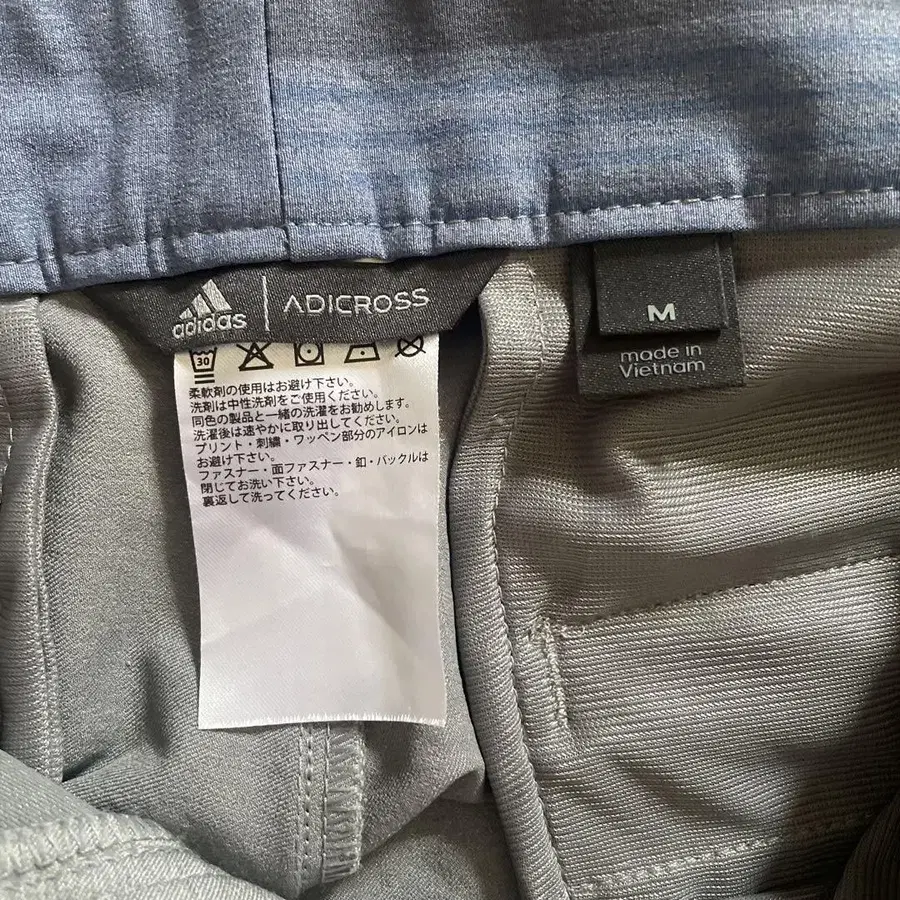 adidas
ADICROSS
M
made in
Vietnam
30
柔軟剤の使用はお避け下さい。
洗剤は中性洗剤をご使用ください。
同色の製品と一緒の洗濯をお勧めします。
洗濯後は速やかに取り出してください。
プリント・刺繍・ワッペン部分のアイロンは
お避け下さい。
ファスナー・面ファスナー・釦・バックルは
閉じてお洗い下さい。
裏返して洗ってください。